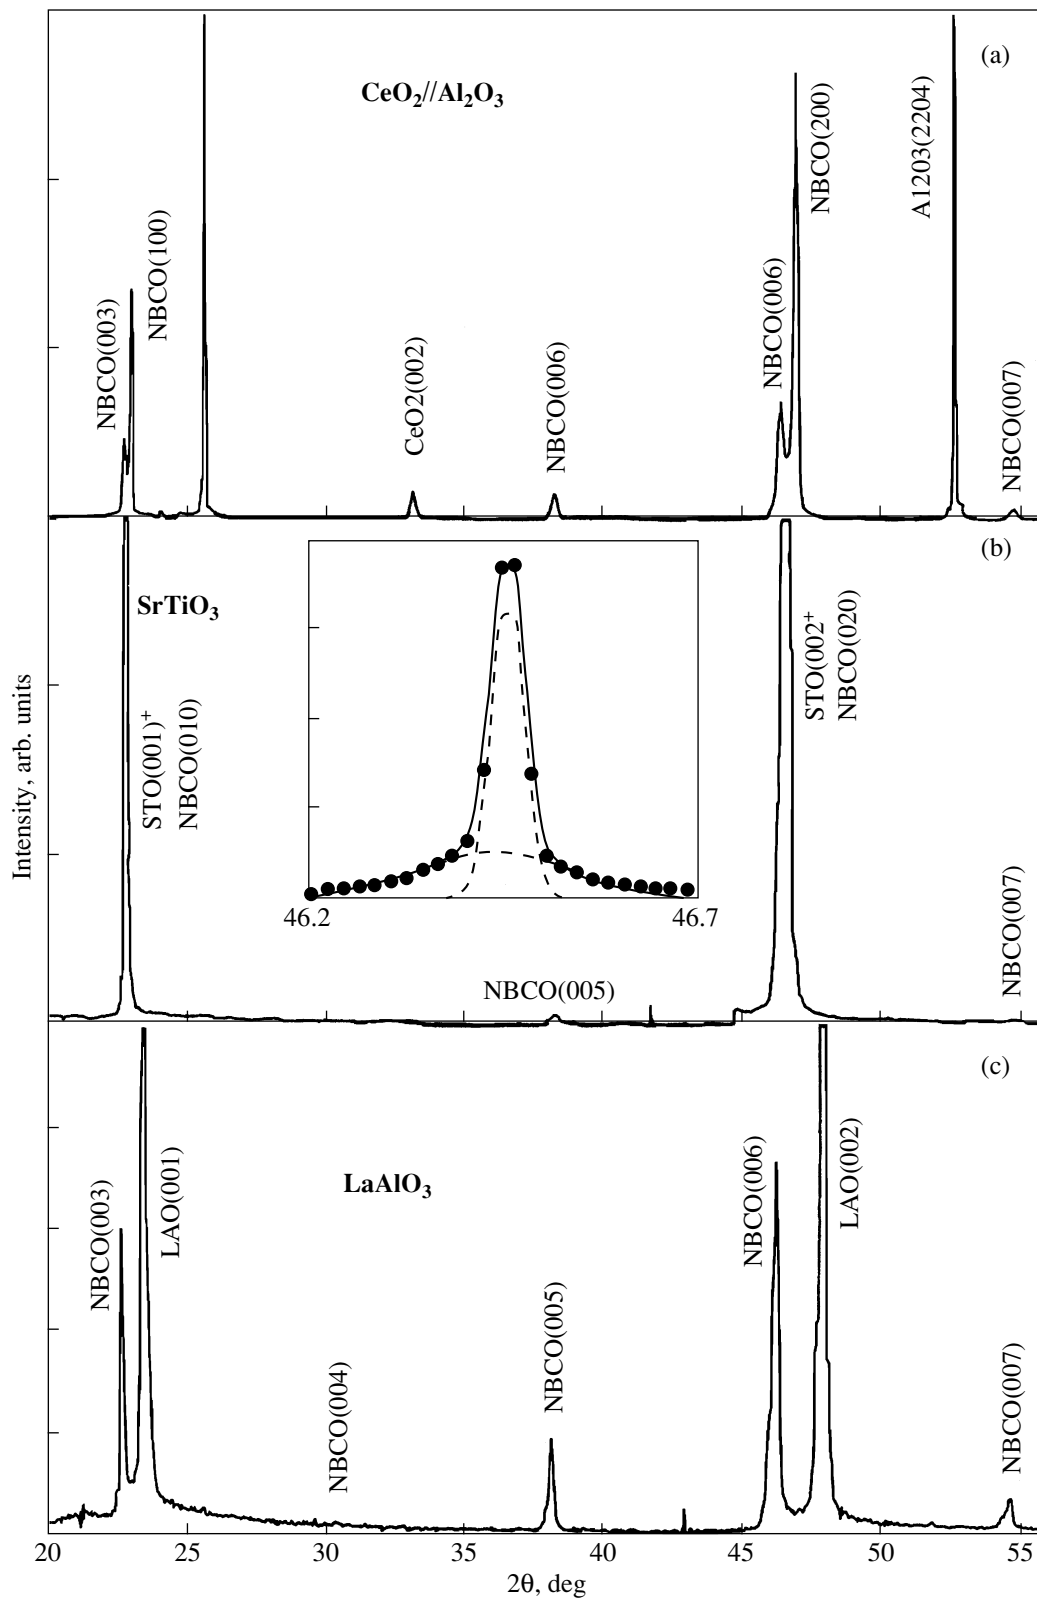 (a)
CeO2//Al2O3
NBCO(003)
NBCO(100)
CeO2(002)
NBCO(006)
NBCO(006)
NBCO(200)
A1203(2204)
NBCO(007)
(b)
SrTiO3
STO(001)+
NBCO(010)
46.2
46.7
NBCO(005)
STO(002+
NBCO(020)
NBCO(007)
Intensity, arb. units
(c)
LaAlO3
NBCO(003)
LAO(001)
NBCO(004)
NBCO(005)
NBCO(006)
LAO(002)
NBCO(007)
20 25 30 35 40 45 50 55
2θ, deg